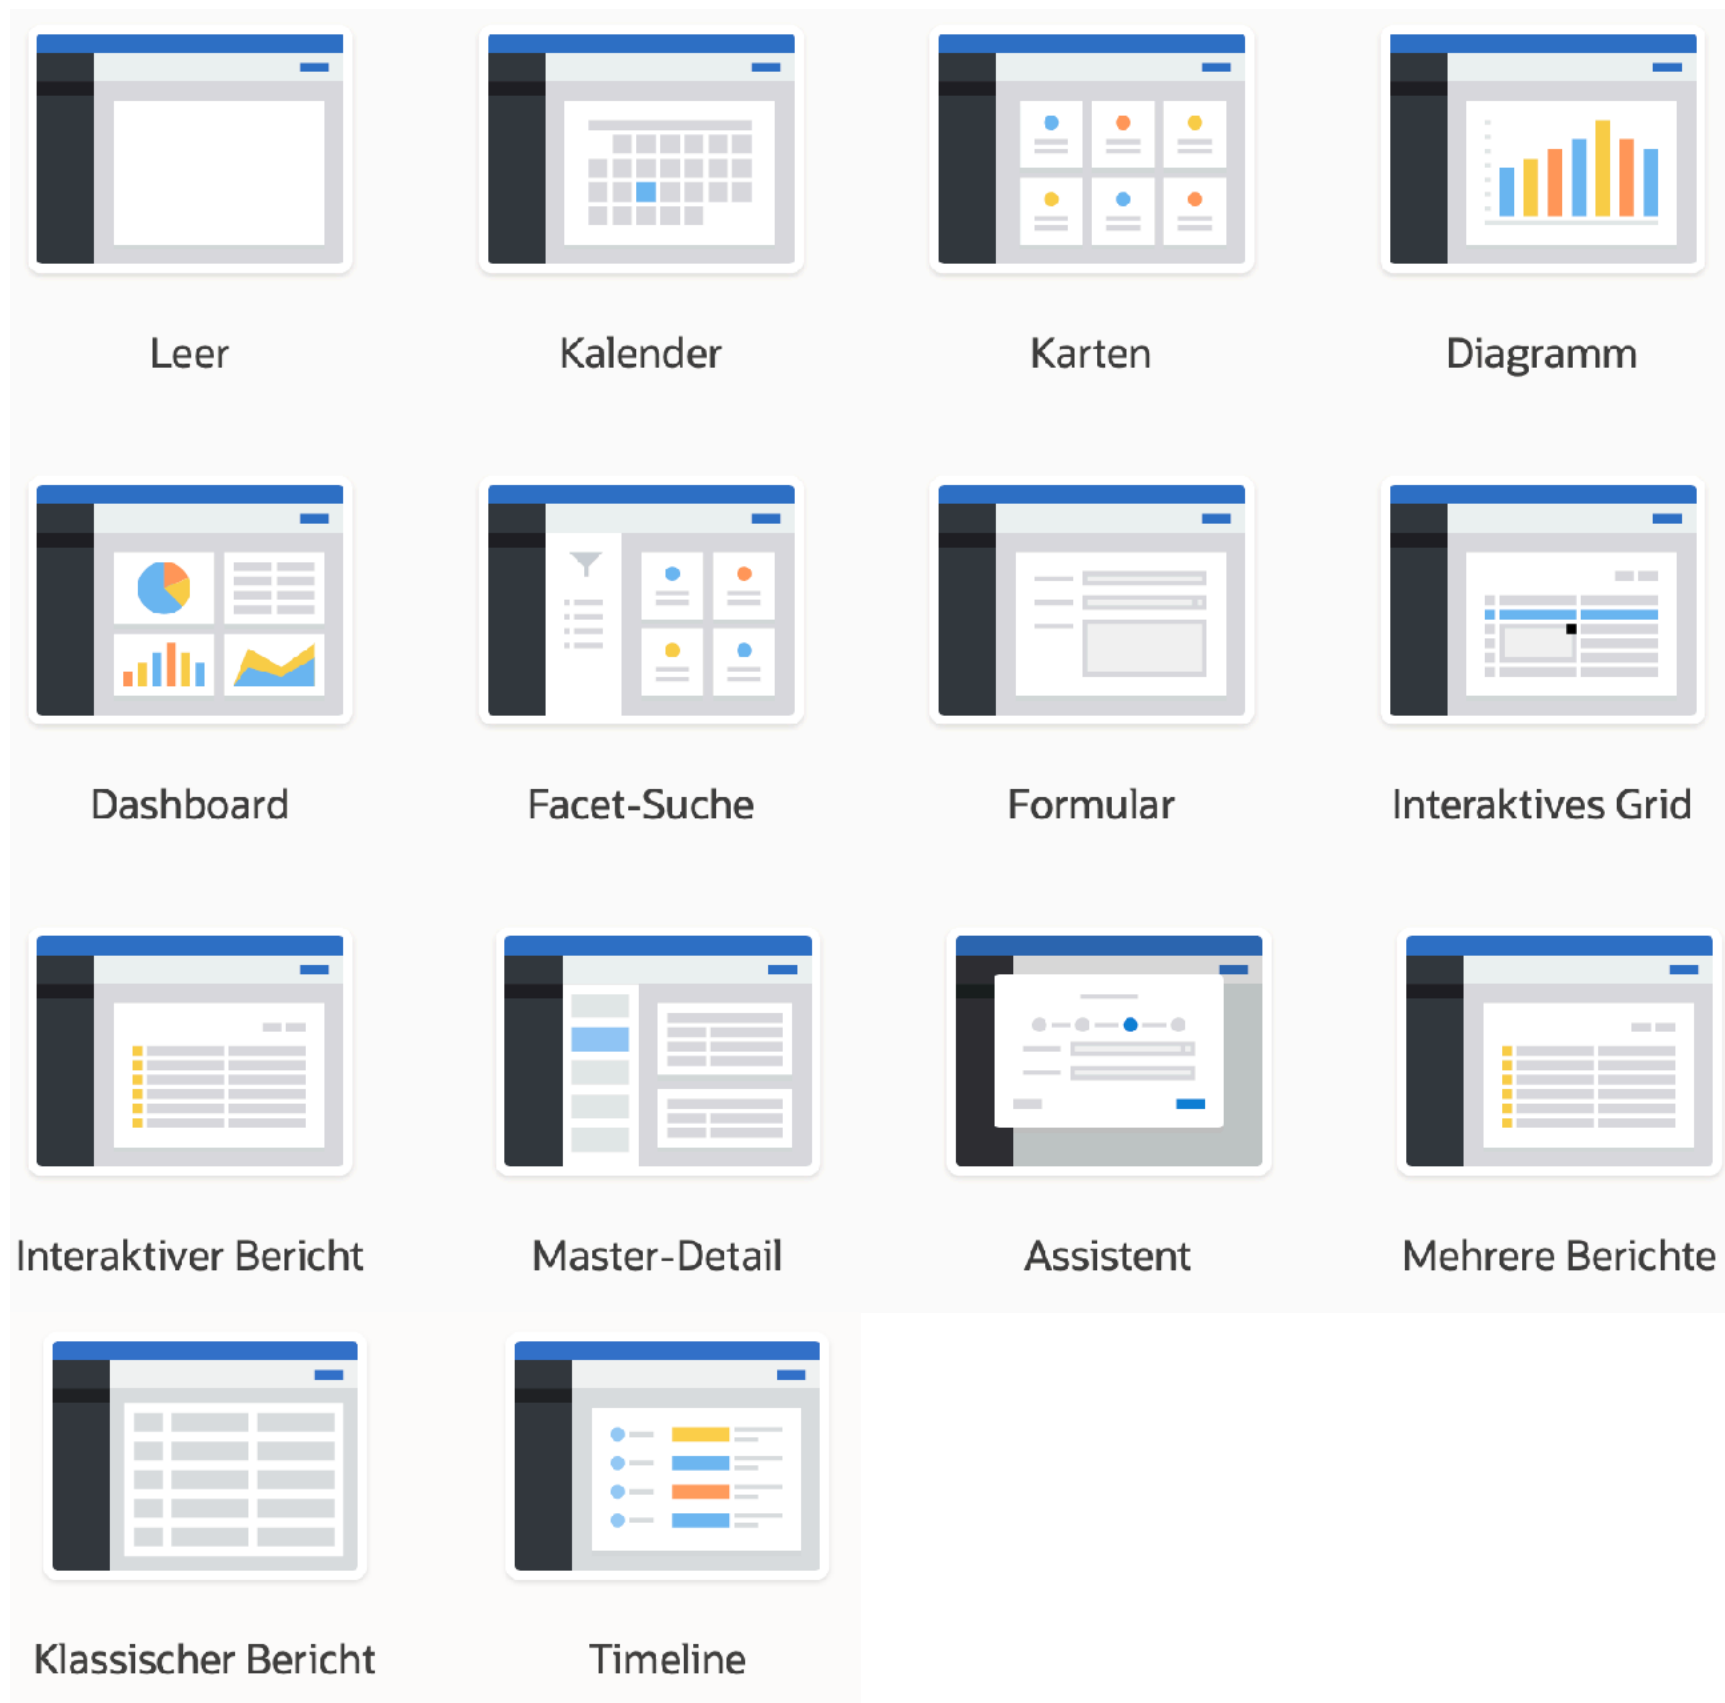 Leer
Kalender
Karten
Diagramm
Dashboard
Facet-Suche
Formular
Interaktives Grid
Interaktiver Bericht
Master-Detail
Assistent
Mehrere Berichte
Klassischer Bericht
Timeline